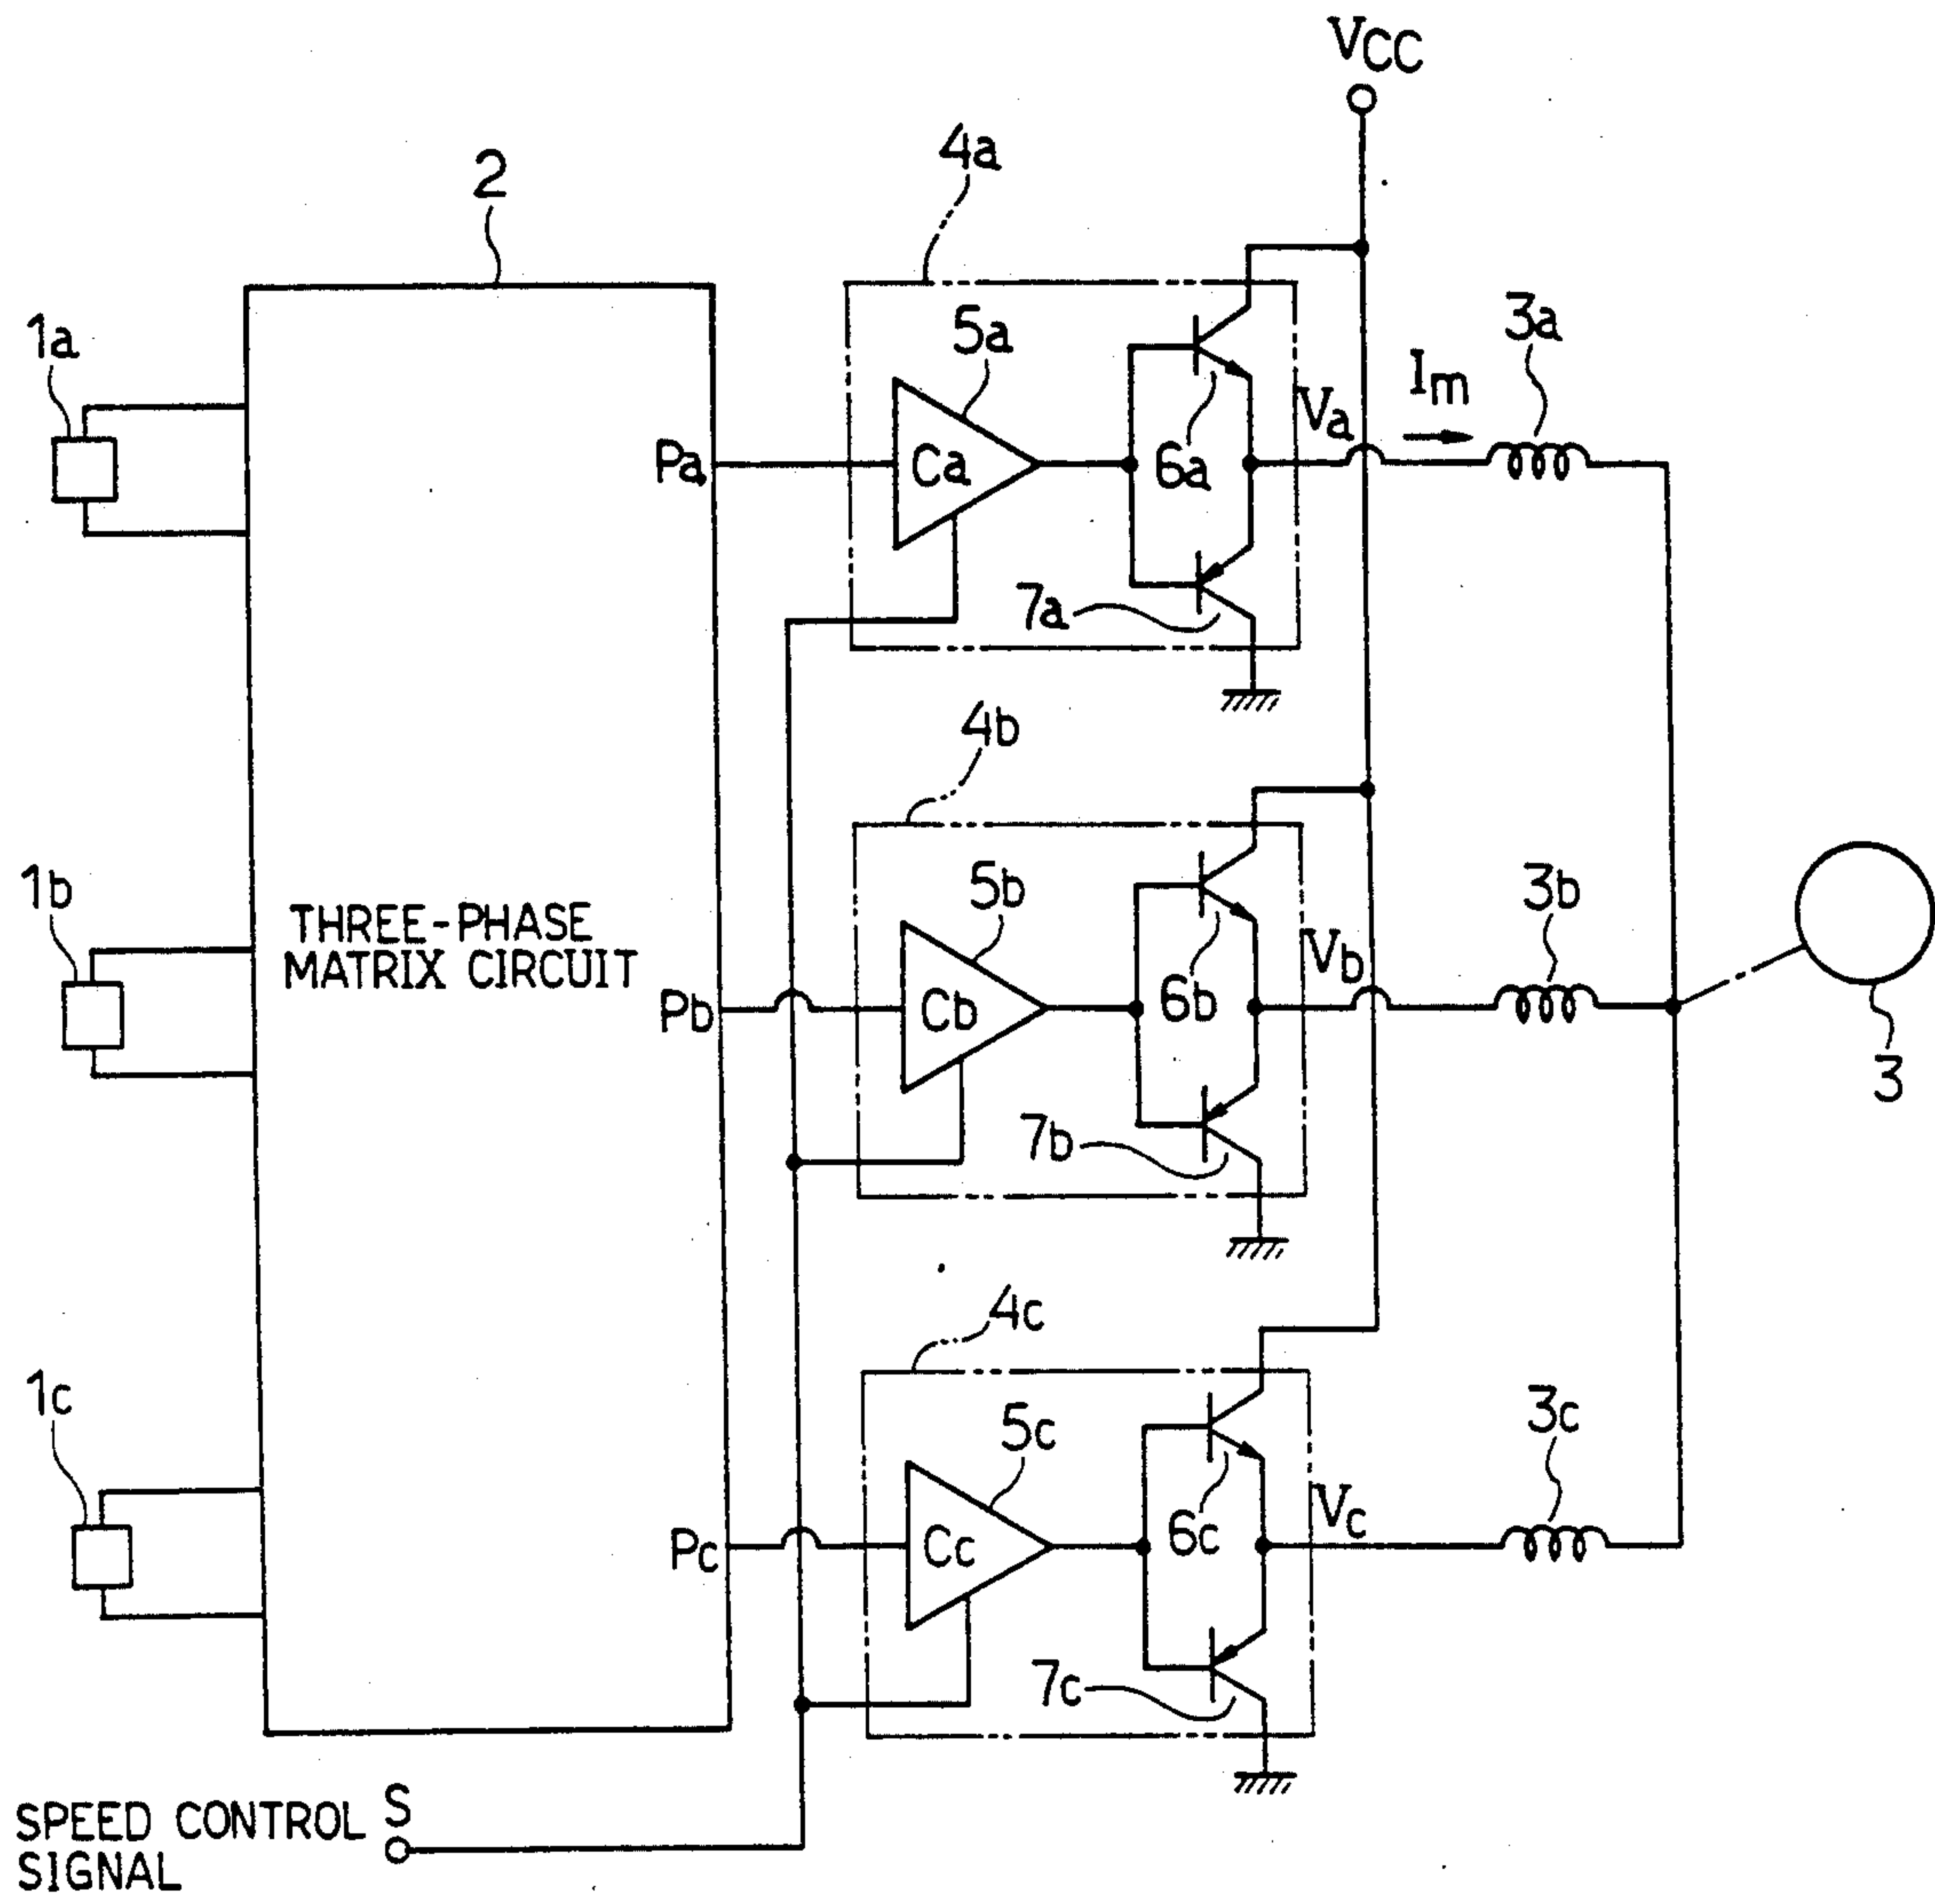 VCC
4a
2
3a
5a
1a
Im
Va
Pa
Ca
6a
7a
4b
3b
5b
1b
THREE-PHASE
MATRIX CIRCUIT
Vb
Pb
Cb
6b
3
7b
4c
1c
3c
5c
Vc
Pc
Cc
6c
7c
S
SPEED CONTROL
SIGNAL